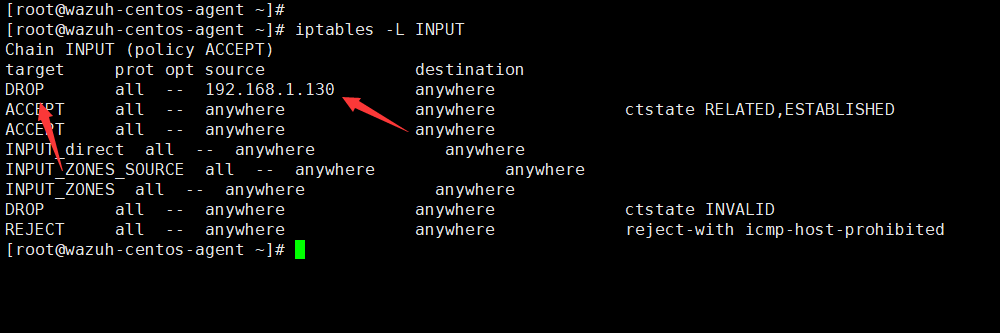 [root@wazuh-centos-agent ~]#
[root@wazuh-centos-agent ~]# iptables -L INPUT
Chain INPUT (policy ACCEPT)
target     prot opt source               destination
DROP       all  --  192.168.1.130        anywhere
ACCEPT     all  --  anywhere             anywhere             ctstate RELATED,ESTABLISHED
ACCEPT     all  --  anywhere             anywhere
INPUT_direct  all  --  anywhere             anywhere
INPUT_ZONES_SOURCE  all  --  anywhere             anywhere
INPUT_ZONES  all  --  anywhere             anywhere
DROP       all  --  anywhere             anywhere             ctstate INVALID
REJECT     all  --  anywhere             anywhere             reject-with icmp-host-prohibited
[root@wazuh-centos-agent ~]#